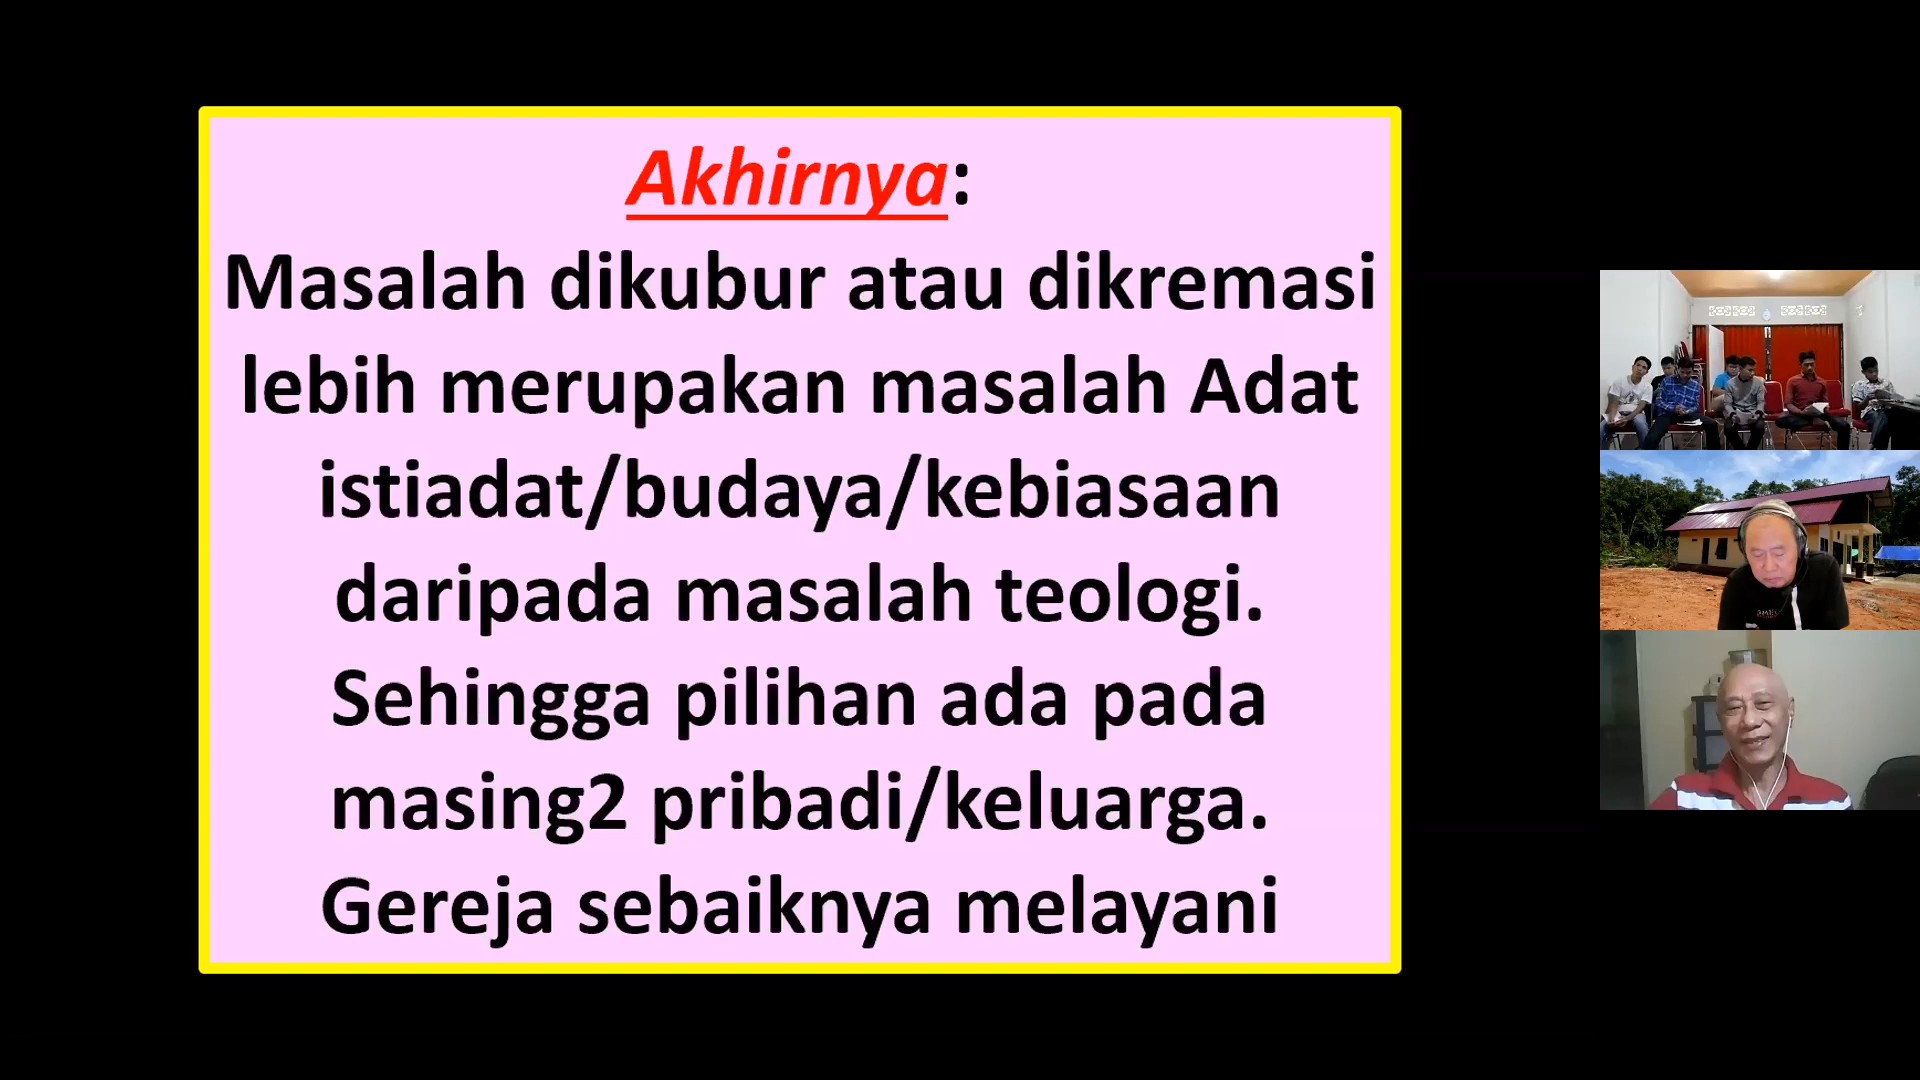 Akhirnya:
Masalah dikubur atau dikremasi
lebih merupakan masalah Adat
istiadat/budaya/kebiasaan
daripada masalah teologi.
Sehingga pilihan ada pada
masing2 pribadi/keluarga.
Gereja sebaiknya melayani